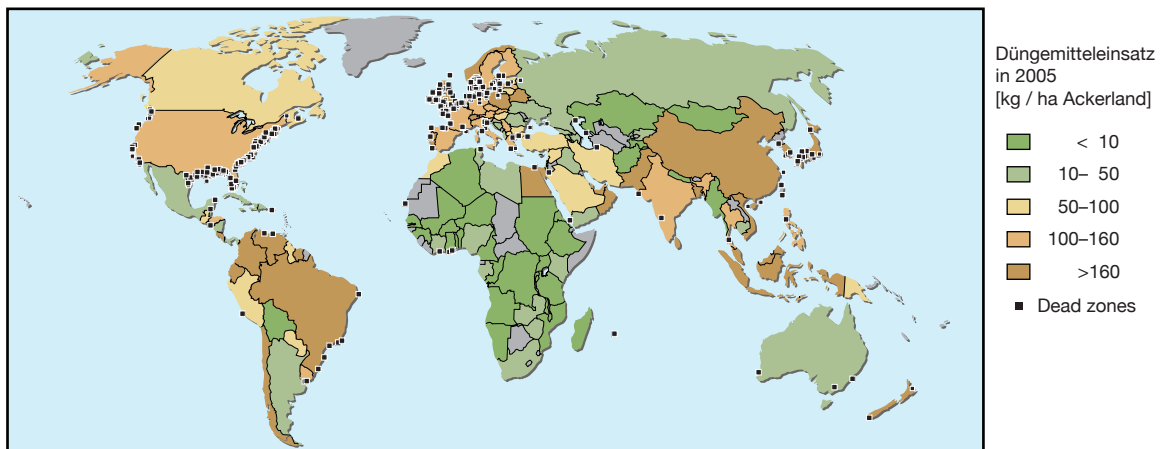 Düngemitteleinsatz
in 2005
[kg / ha Ackerland]
< 10
10– 50
50–100
100–160
>160
Dead zones